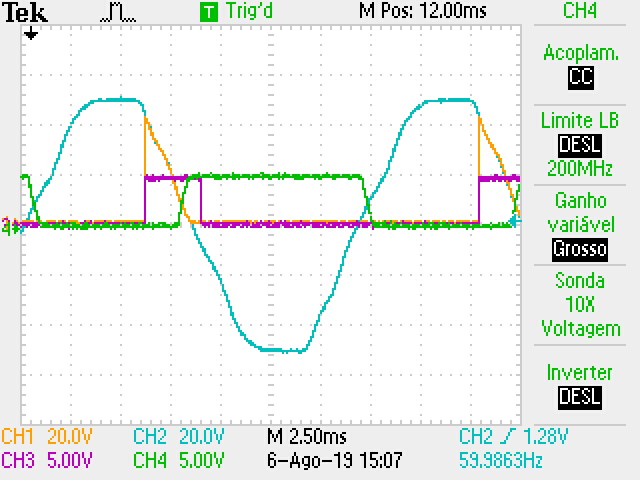 Tek T Trig'd M Pos: 12.00ms CH4
Acoplam.
CC
Limite LB
DESL
200MHz
Ganho
variável
Grosso
Sonda
10X
Voltagem
Inverter
DESL
CH1 20.0V CH2 20.0V M 2.50ms CH2 1.28V
CH3 5.00V CH4 5.00V 6-Ago-19 15:07 59.9863Hz